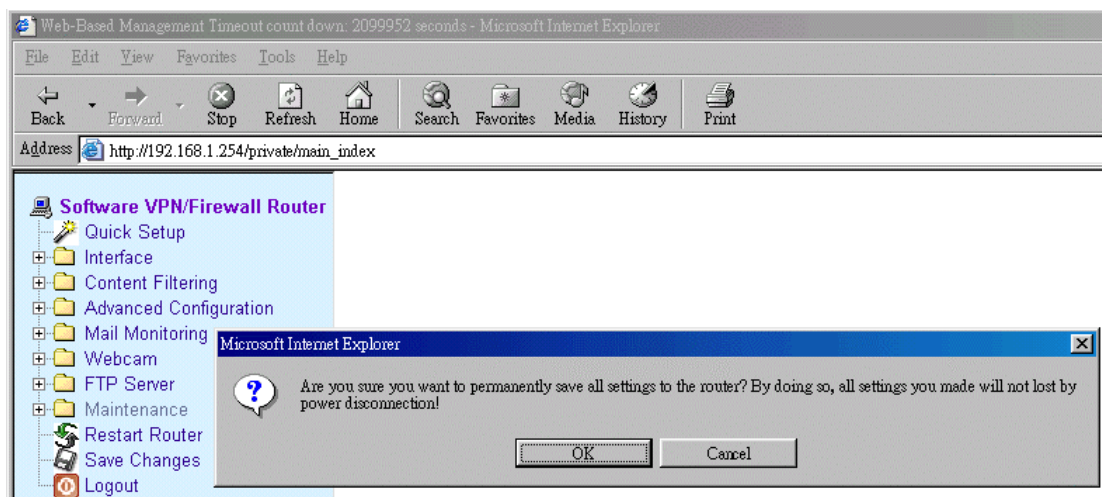 Web-Based Management Timeout count down: 2099952 seconds - Microsoft Internet Explorer
File Edit View Favorites Tools Help
Back Forward Stop Refresh Home Search Favorites Media History Print
Address http://192.168.1.254/private/main_index
Software VPN/Firewall Router
Quick Setup
Interface
Content Filtering
Advanced Configuration
Mail Monitoring
Webcam
FTP Server
Maintenance
Restart Router
Save Changes
Logout
Microsoft Internet Explorer
Are you sure you want to permanently save all settings to the router? By doing so, all settings you made will not lost by
power disconnection!
OK Cancel